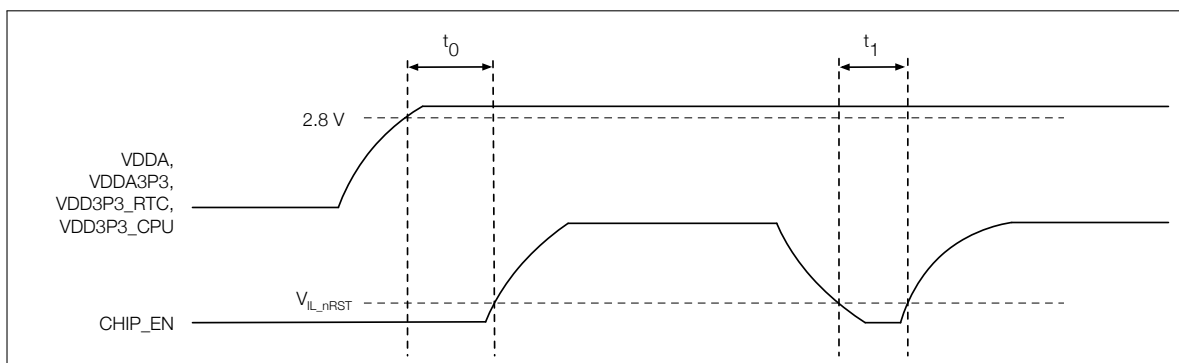 t0
t1
2.8 V
VDDA,
VDDA3P3,
VDD3P3_RTC,
VDD3P3_CPU
VIL_nRST
CHIP_EN